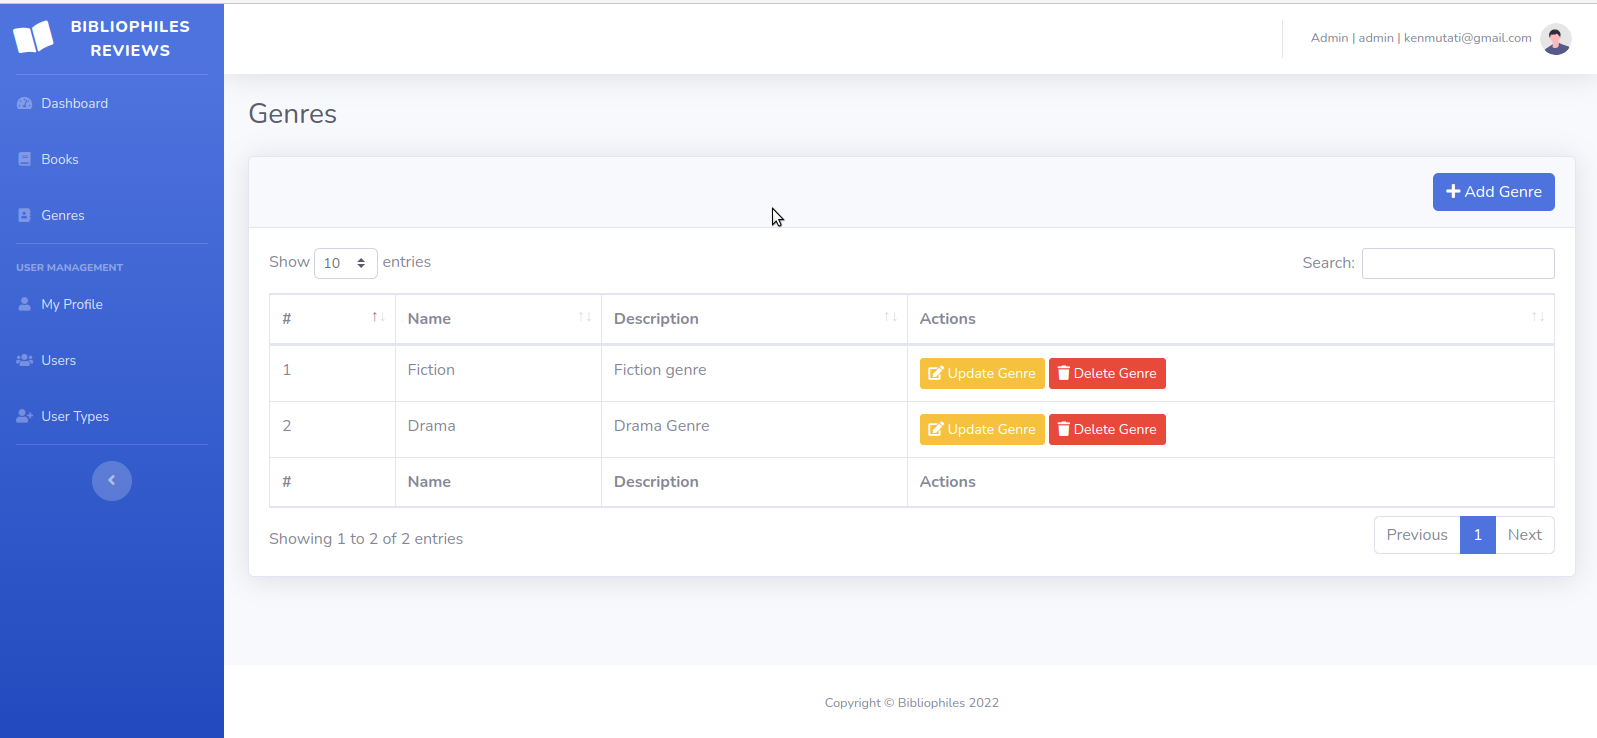 BIBLIOPHILES
REVIEWS
Admin | admin | kenmutati@gmail.com
Dashboard
Books
Genres
USER MANAGEMENT
My Profile
Users
User Types
Genres
Add Genre
Show 10 entries
Search:
# Name Description Actions
1 Fiction Fiction genre Update Genre Delete Genre
2 Drama Drama Genre Update Genre Delete Genre
# Name Description Actions
Showing 1 to 2 of 2 entries
Previous 1 Next
Copyright © Bibliophiles 2022